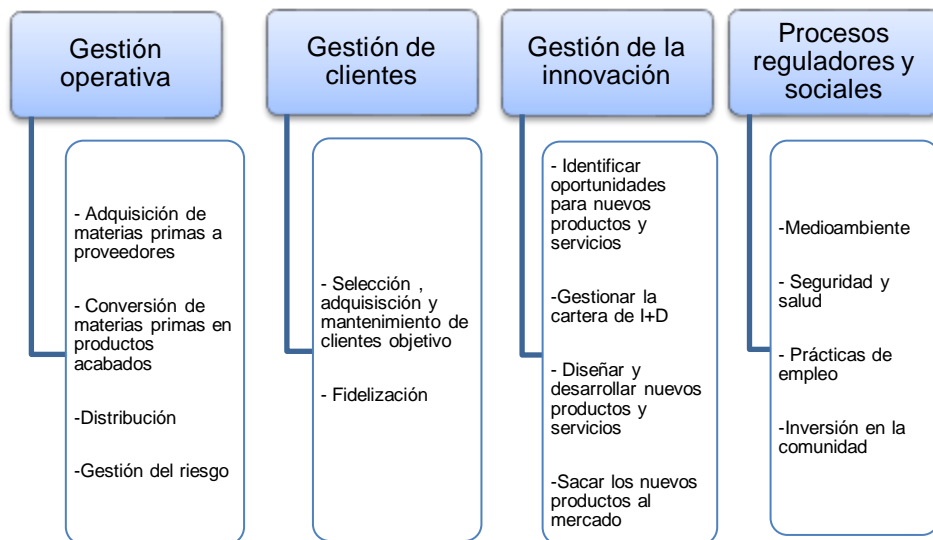 Gestión
operativa
- Adquisición de
materias primas a
proveedores
- Conversión de
materias primas en
productos
acabados
-Distribución
-Gestión del riesgo
Gestión de
clientes
- Selección ,
adquisisción y
mantenimiento de
clientes objetivo
- Fidelización
Gestión de la
innovación
- Identificar
oportunidades
para nuevos
productos y
servicios
-Gestionar la
cartera de I+D
- Diseñar y
desarrollar nuevos
productos y
servicios
-Sacar los nuevos
productos al
mercado
Procesos
reguladores y
sociales
-Medioambiente
- Seguridad y
salud
- Prácticas de
empleo
-Inversión en la
comunidad